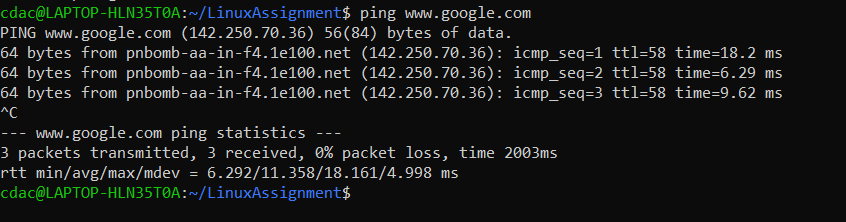 cdac@LAPTOP-HLN35T0A:~/LinuxAssignment$ ping www.google.com
PING www.google.com (142.250.70.36) 56(84) bytes of data.
64 bytes from pnbomb-aa-in-f4.1e100.net (142.250.70.36): icmp_seq=1 ttl=58 time=18.2 ms
64 bytes from pnbomb-aa-in-f4.1e100.net (142.250.70.36): icmp_seq=2 ttl=58 time=6.29 ms
64 bytes from pnbomb-aa-in-f4.1e100.net (142.250.70.36): icmp_seq=3 ttl=58 time=9.62 ms
^C
--- www.google.com ping statistics ---
3 packets transmitted, 3 received, 0% packet loss, time 2003ms
rtt min/avg/max/mdev = 6.292/11.358/18.161/4.998 ms
cdac@LAPTOP-HLN35T0A:~/LinuxAssignment$